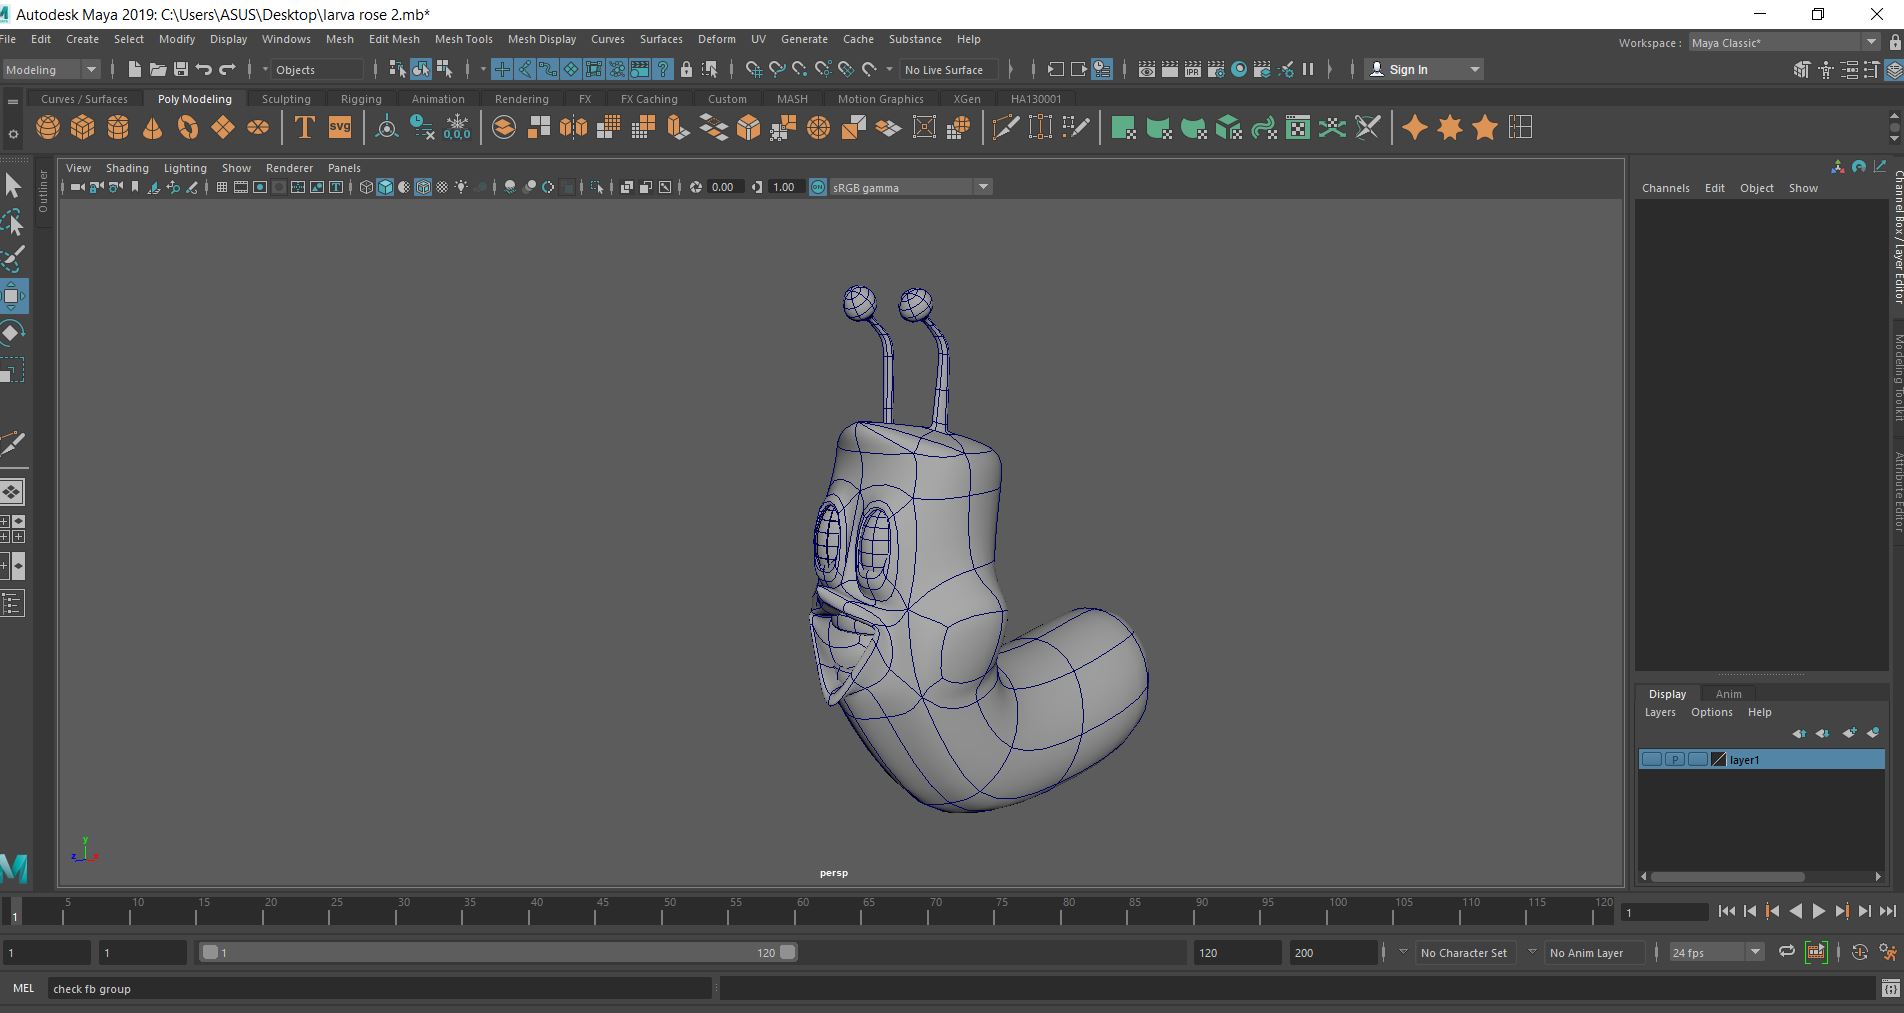 Autodesk Maya 2019: C:\Users\ASUS\Desktop\larva rose 2.mb*
File Edit Create Select Modify Display Windows Mesh Edit Mesh Mesh Tools Mesh Display Curves Surfaces Deform UV Generate Cache Substance Help
Workspace : Maya Classic*
Modeling Objects No Live Surface Sign In
Curves / Surfaces Poly Modeling Sculpting Rigging Animation Rendering FX FX Caching Custom MASH Motion Graphics XGen HA130001
T svg 0,0,0
View Shading Lighting Show Renderer Panels
0.00 1.00 ON sRGB gamma
Outliner
Channels Edit Object Show
Channel Box / Layer Editor
Modeling Toolkit
Attribute Editor
Display Anim
Layers Options Help
P layer1
y
z x
persp
1 5 10 15 20 25 30 35 40 45 50 55 60 65 70 75 80 85 90 95 100 105 110 115 120 1
1 1 1 120 120 200 No Character Set No Anim Layer 24 fps
MEL check fb group